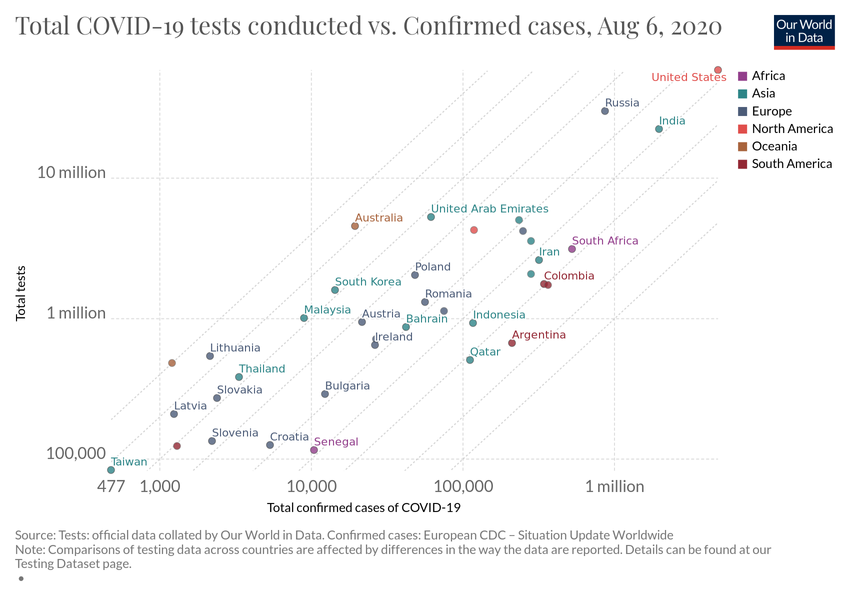 Total COVID-19 tests conducted vs. Confirmed cases, Aug 6, 2020
Our World
in Data
United States
Africa
Asia
Europe
North America
Oceania
South America
Russia
India
10 million
Australia
United Arab Emirates
South Africa
Iran
Poland
Colombia
South Korea
Romania
Total tests
1 million
Malaysia
Austria
Bahrain
Indonesia
Ireland
Argentina
Lithuania
Qatar
Thailand
Slovakia
Bulgaria
Latvia
Slovenia
Croatia
Senegal
100,000
Taiwan
477
1,000
10,000
100,000
1 million
Total confirmed cases of COVID-19
Source: Tests: official data collated by Our World in Data. Confirmed cases: European CDC – Situation Update Worldwide
Note: Comparisons of testing data across countries are affected by differences in the way the data are reported. Details can be found at our
Testing Dataset page.